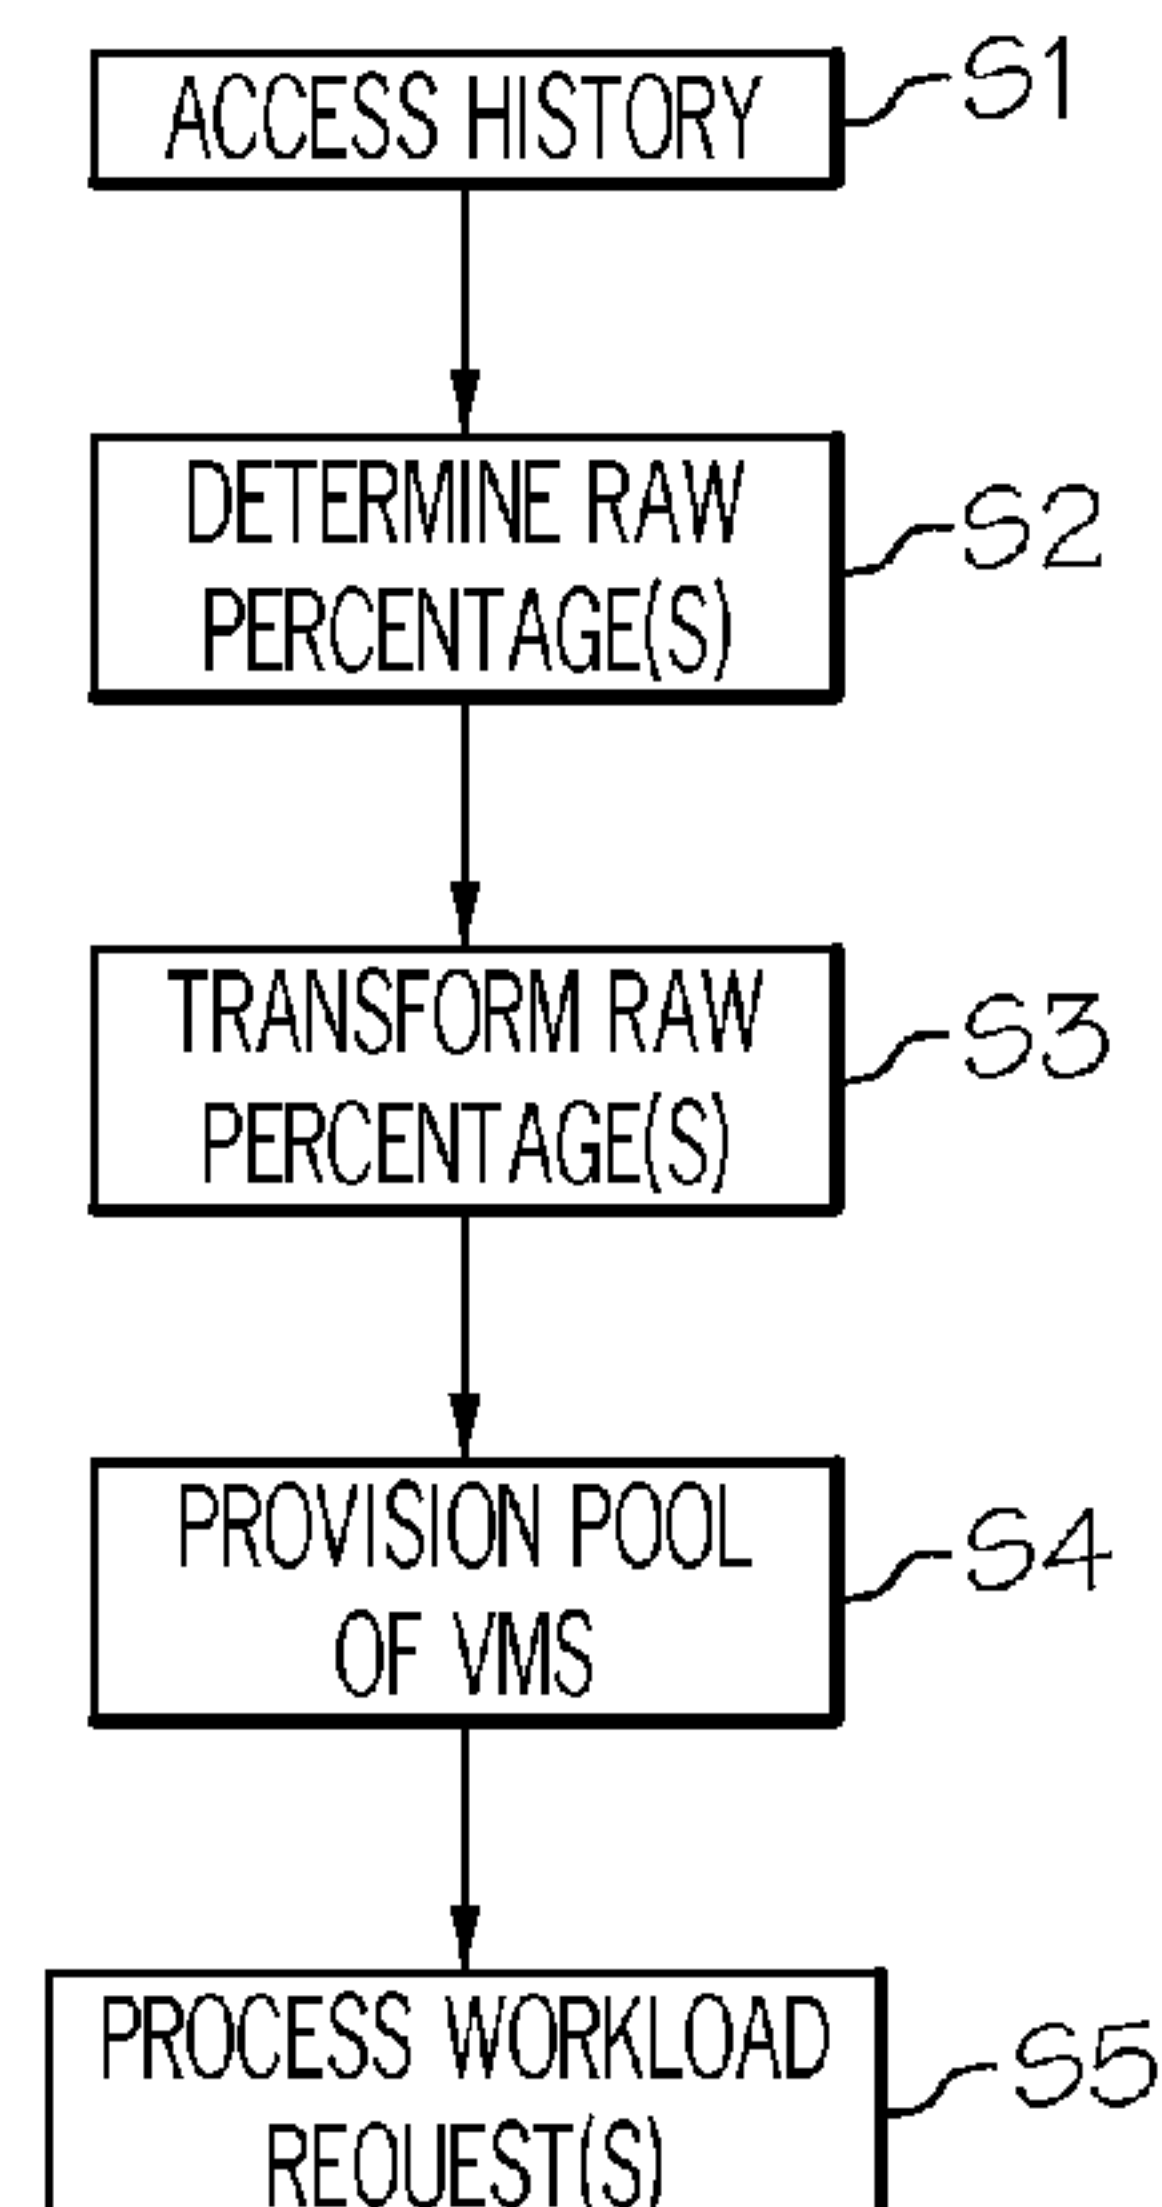 ACCESS HISTORY
S1
DETERMINE RAW
PERCENTAGE(S)
S2
TRANSFORM RAW
PERCENTAGE(S)
S3
PROVISION POOL
OF VMS
S4
PROCESS WORKLOAD
REQUEST(S)
S5